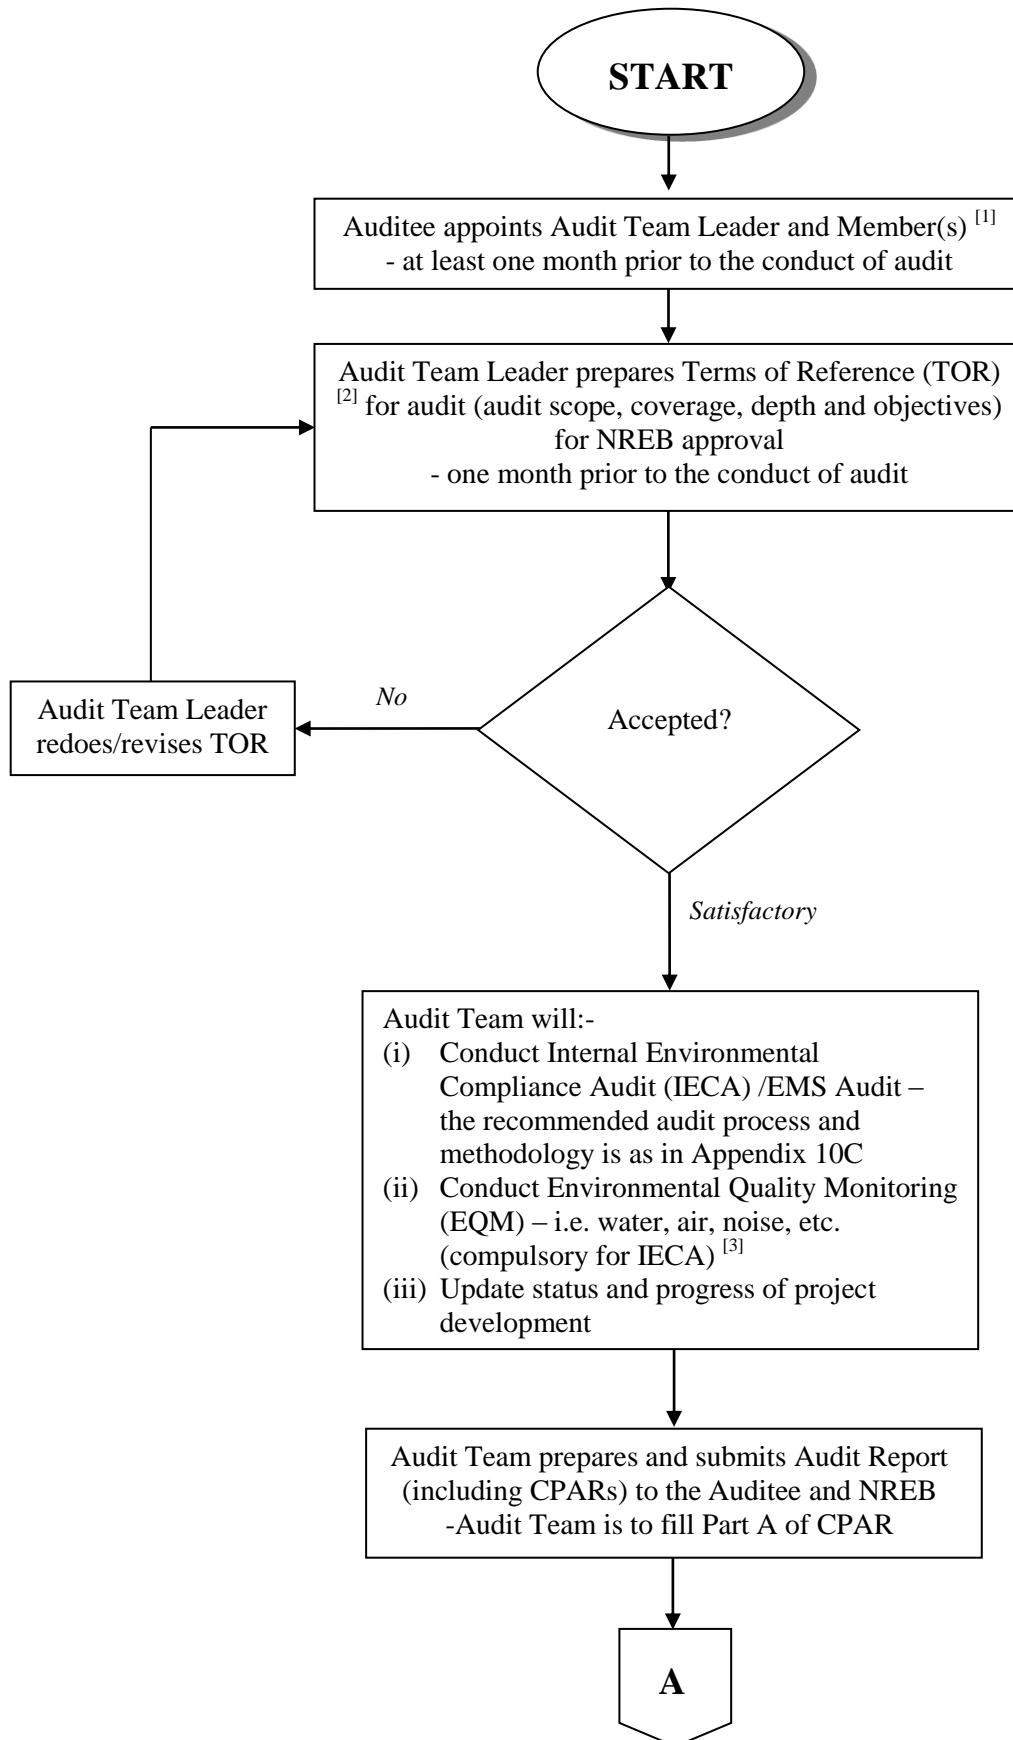 START
Auditee appoints Audit Team Leader and Member(s) [1]
- at least one month prior to the conduct of audit
Audit Team Leader prepares Terms of Reference (TOR)
[2] for audit (audit scope, coverage, depth and objectives)
for NREB approval
- one month prior to the conduct of audit
Accepted?
No
Audit Team Leader
redoes/revises TOR
Satisfactory
Audit Team will:-
(i) Conduct Internal Environmental
Compliance Audit (IECA) /EMS Audit –
the recommended audit process and
methodology is as in Appendix 10C
(ii) Conduct Environmental Quality Monitoring
(EQM) – i.e. water, air, noise, etc.
(compulsory for IECA) [3]
(iii) Update status and progress of project
development
Audit Team prepares and submits Audit Report
(including CPARs) to the Auditee and NREB
-Audit Team is to fill Part A of CPAR
A